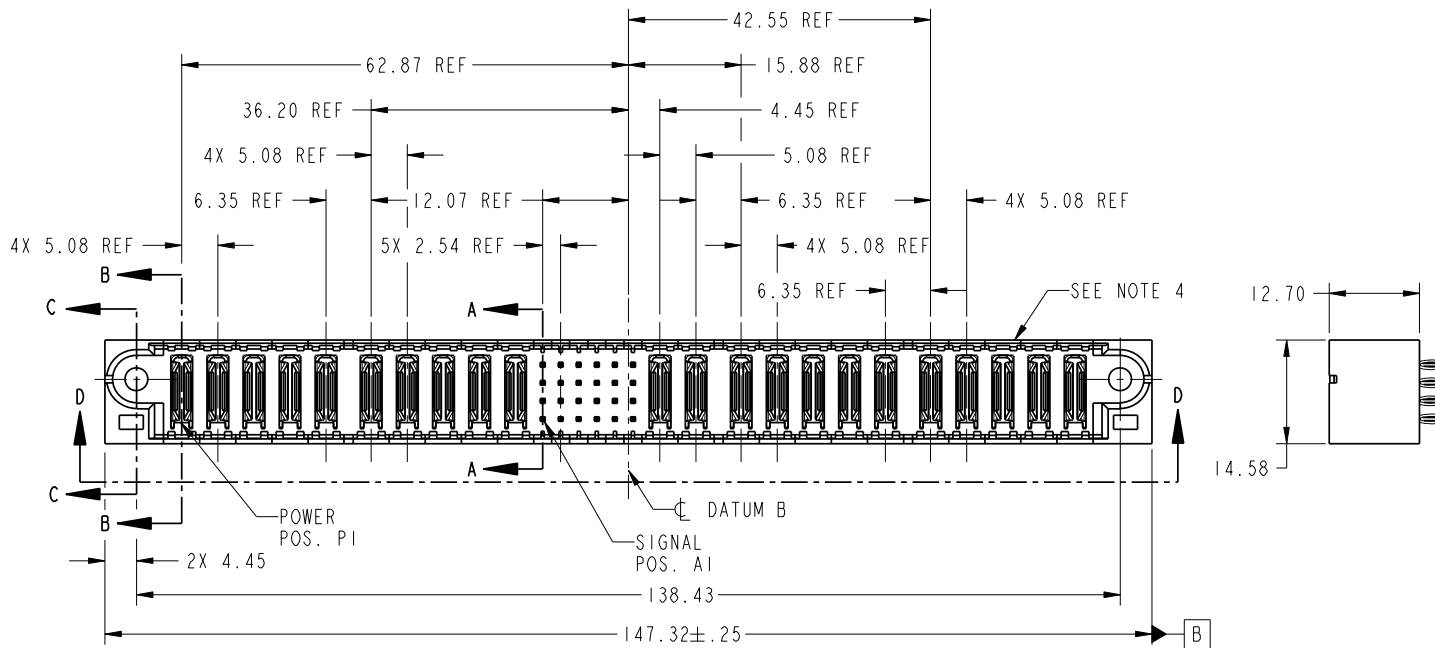 42.55 REF
62.87 REF
15.88 REF
36.20 REF
4.45 REF
4X 5.08 REF
5.08 REF
6.35 REF
12.07 REF
6.35 REF
4X 5.08 REF
4X 5.08 REF
5X 2.54 REF
4X 5.08 REF
B
6.35 REF
SEE NOTE 4
12.70
C
A
D
D
A
14.58
C
B
POWER
POS. P1
℄ DATUM B
SIGNAL
POS. A1
2X 4.45
138.43
147.32±.25
B